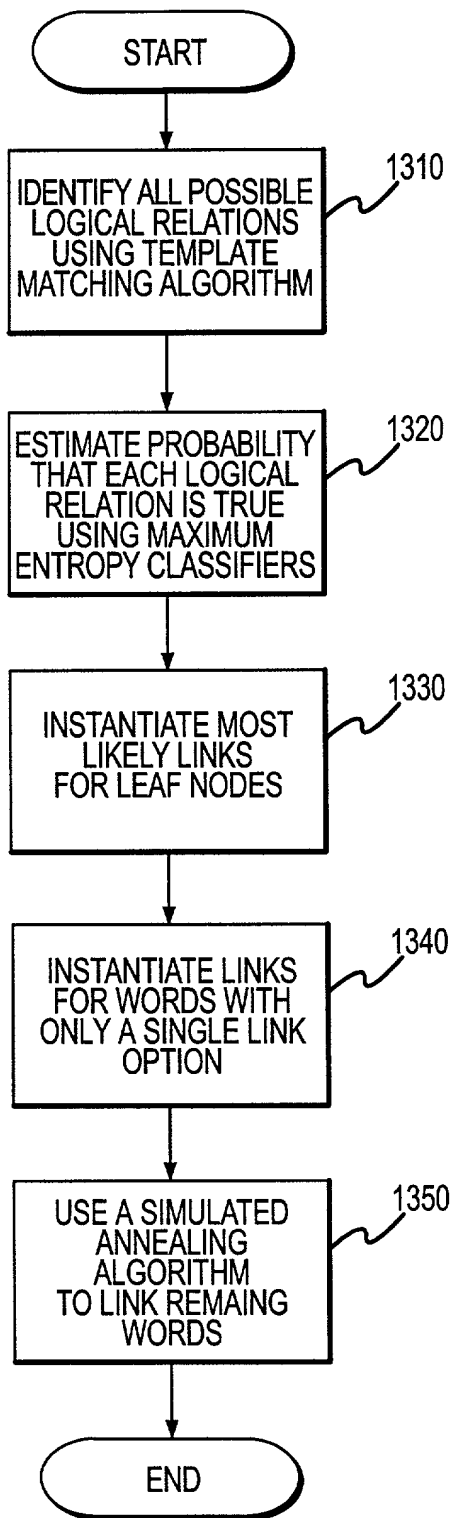 START
IDENTIFY ALL POSSIBLE
LOGICAL RELATIONS
USING TEMPLATE
MATCHING ALGORITHM
1310
ESTIMATE PROBABILITY
THAT EACH LOGICAL
RELATION IS TRUE
USING MAXIMUM
ENTROPY CLASSIFIERS
1320
INSTANTIATE MOST
LIKELY LINKS
FOR LEAF NODES
1330
INSTANTIATE LINKS
FOR WORDS WITH
ONLY A SINGLE LINK
OPTION
1340
USE A SIMULATED
ANNEALING
ALGORITHM
TO LINK REMAING
WORDS
1350
END